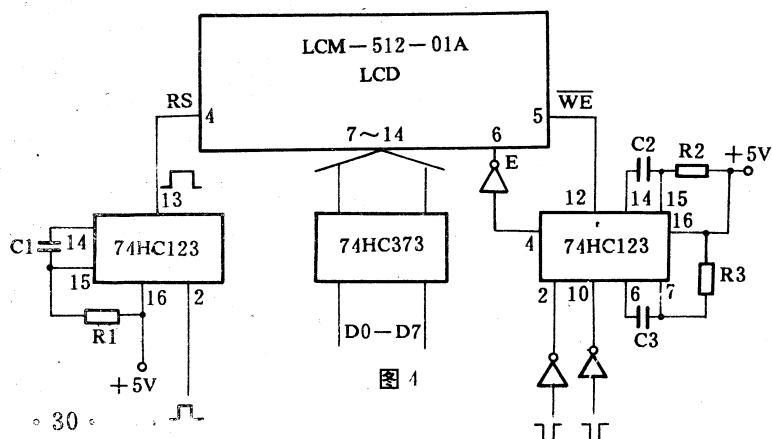 LCM-512-01A
LCD
RS
4
7～14
6
5
WE
E
13
C1
14
74HC123
15
16
2
R1
+5V
74HC373
D0—D7
C2
R2
+5V
12
14
15
16
4
74HC123
2
10
6
7
R3
C3
图 1
。30。